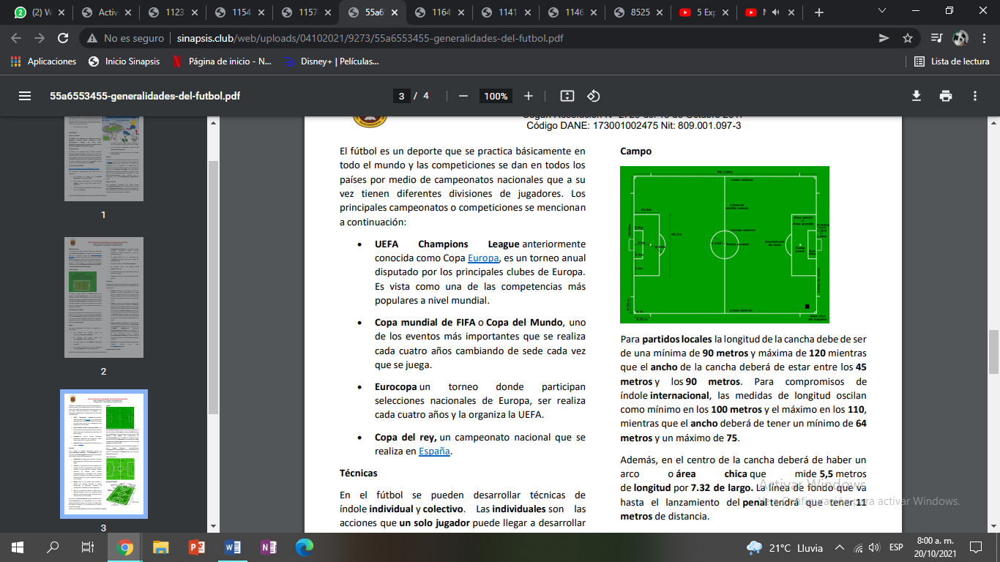 (2) W
Activ
1123
1154
1157
55a6
1164
1141
1146
8525
5 Exp
No es seguro
sinapsis.club/web/uploads/04102021/9273/55a6553455-generalidades-del-futbol.pdf
Aplicaciones
Inicio Sinapsis
Página de inicio - N...
Disney+ | Películas...
Lista de lectura
55a6553455-generalidades-del-futbol.pdf
3 / 4
100%
1
2
3
Código DANE: 173001002475 Nit: 809.001.097-3
El fútbol es un deporte que se practica básicamente en
todo el mundo y las competiciones se dan en todos los
países por medio de campeonatos nacionales que a su
vez tienen diferentes divisiones de jugadores. Los
principales campeonatos o competiciones se mencionan
a continuación:
• UEFA Champions League anteriormente
conocida como Copa Europa, es un torneo anual
disputado por los principales clubes de Europa.
Es vista como una de las competencias más
populares a nivel mundial.
• Copa mundial de FIFA o Copa del Mundo, uno
de los eventos más importantes que se realiza
cada cuatro años cambiando de sede cada vez
que se juega.
• Eurocopa un torneo donde participan
selecciones nacionales de Europa, ser realiza
cada cuatro años y la organiza la UEFA.
• Copa del rey, un campeonato nacional que se
realiza en España.
Técnicas
En el fútbol se pueden desarrollar técnicas de
índole individual y colectivo. Las individuales son las
acciones que un solo jugador puede llegar a desarrollar
Campo
Línea lateral
Línea de
medio campo
Círculo central
Punto central
Línea lateral
Para partidos locales la longitud de la cancha debe de ser
de una mínima de 90 metros y máxima de 120 mientras
que el ancho de la cancha deberá de estar entre los 45
metros y los 90 metros. Para compromisos de
índole internacional, las medidas de longitud oscilan
como mínimo en los 100 metros y el máximo en los 110,
mientras que el ancho deberá de tener un mínimo de 64
metros y un máximo de 75.
Además, en el centro de la cancha deberá de haber un
arco o área chica que mide 5,5 metros
de longitud por 7.32 de largo. La línea de fondo que va
hasta el lanzamiento del penal tendrá que tener 11
metros de distancia.
Activar Windows
Ve a Configuración para activar Windows.
21°C Lluvia
ESP
8:00 a. m.
20/10/2021